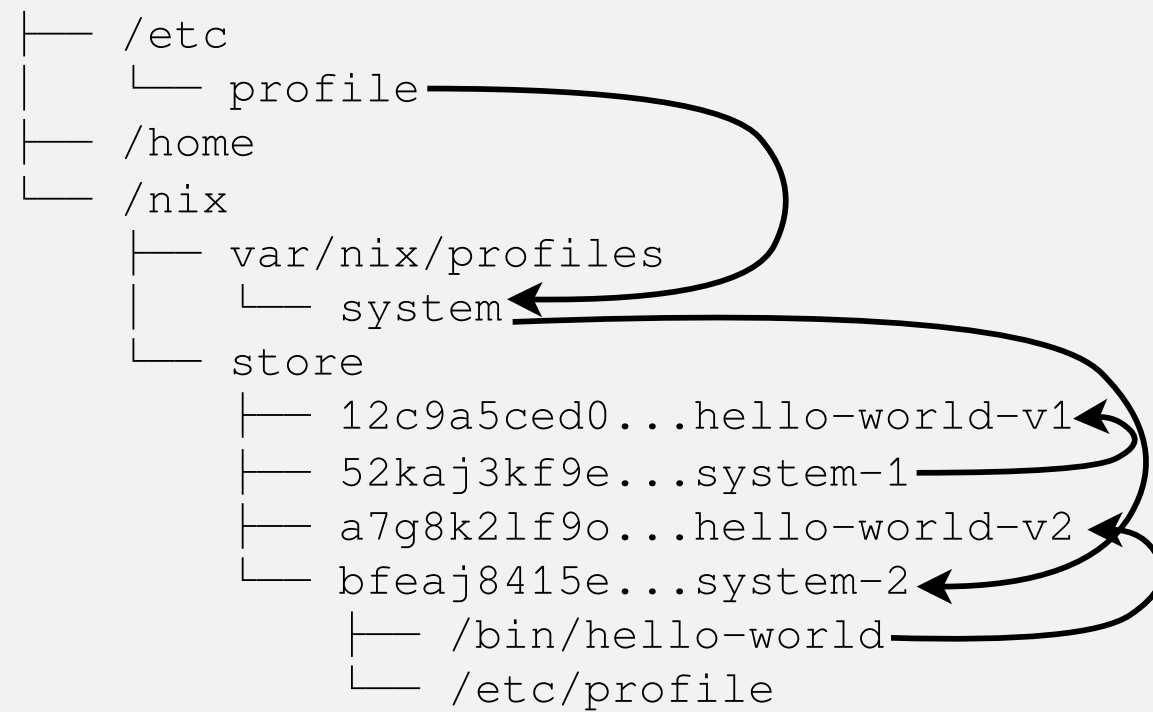 ├── /etc
│   └── profile
├── /home
└── /nix
    ├── var/nix/profiles
    │   └── system
    └── store
        ├── 12c9a5ced0...hello-world-v1
        ├── 52kaj3kf9e...system-1
        ├── a7g8k2lf9o...hello-world-v2
        └── bfeaj8415e...system-2
            ├── /bin/hello-world
            └── /etc/profile